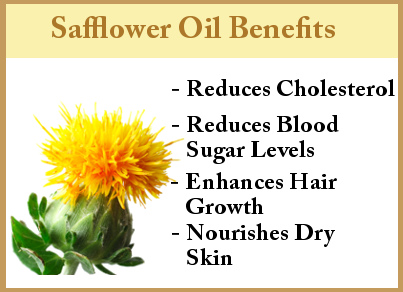 Safflower Oil Benefits
- Reduces Cholesterol
- Reduces Blood
Sugar Levels
- Enhances Hair
Growth
- Nourishes Dry
Skin